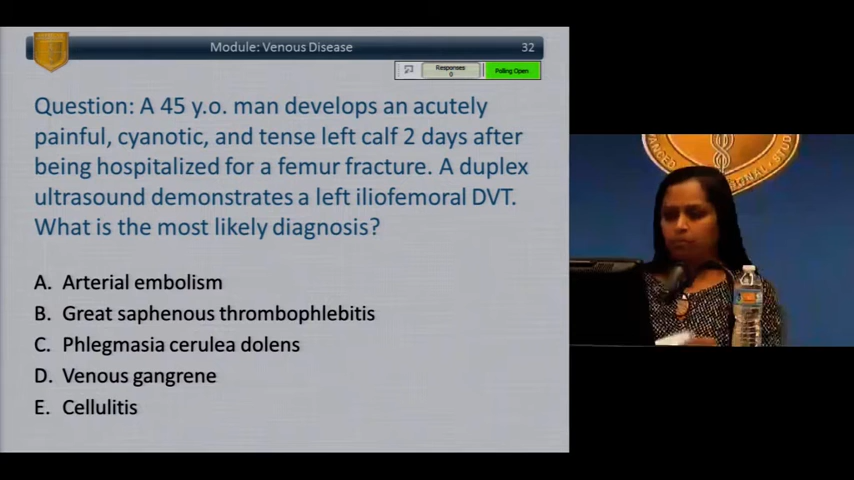 Module: Venous Disease
32
Responses
0
Polling Open
Question: A 45 y.o. man develops an acutely
painful, cyanotic, and tense left calf 2 days after
being hospitalized for a femur fracture. A duplex
ultrasound demonstrates a left iliofemoral DVT.
What is the most likely diagnosis?
A. Arterial embolism
B. Great saphenous thrombophlebitis
C. Phlegmasia cerulea dolens
D. Venous gangrene
E. Cellulitis